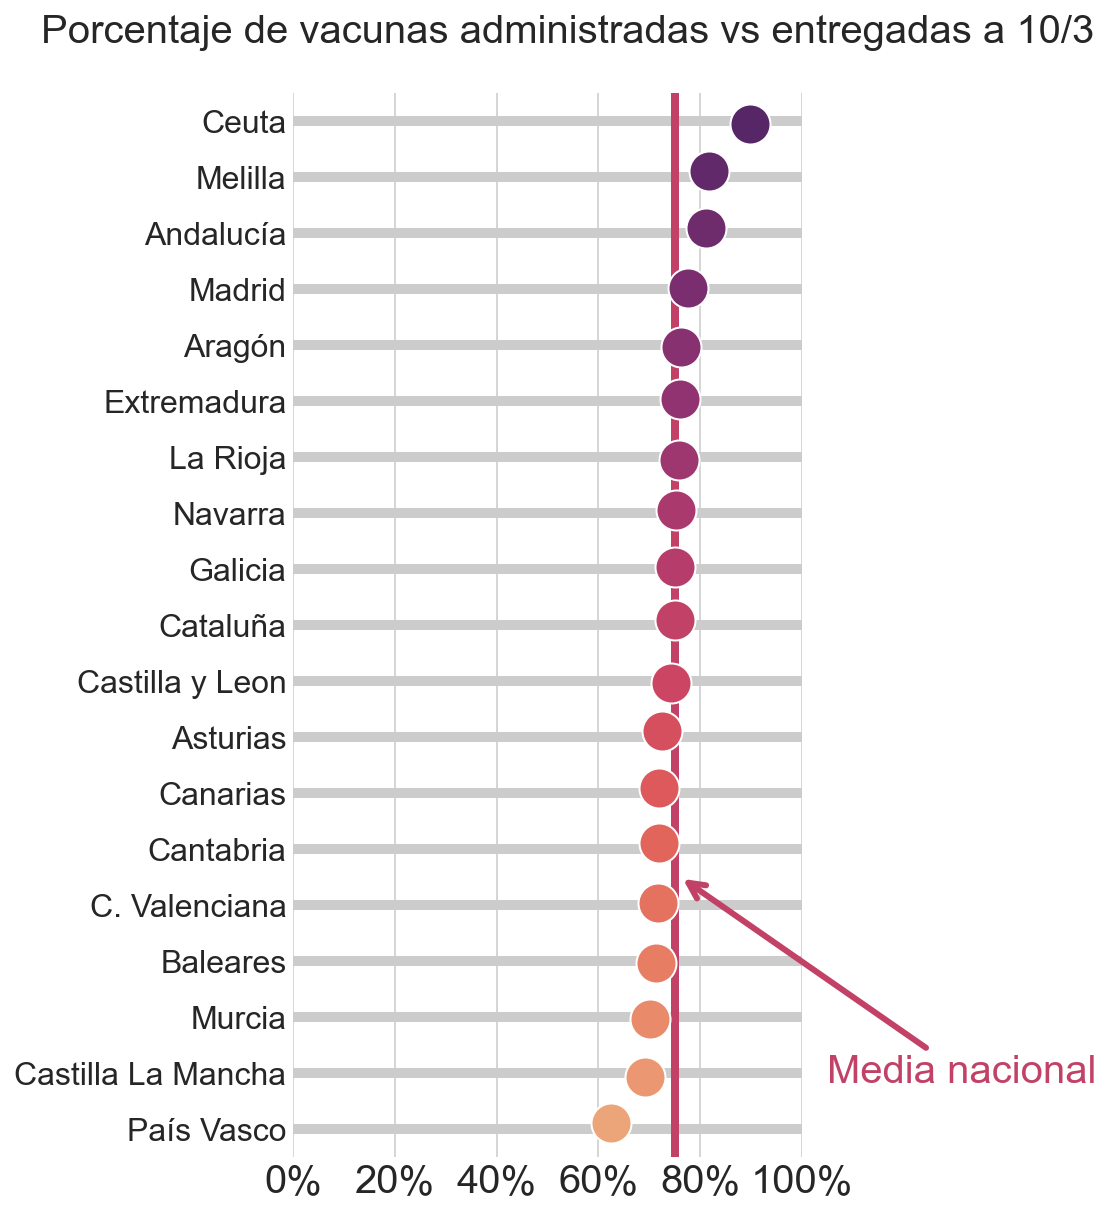 Porcentaje de vacunas administradas vs entregadas a 10/3
Ceuta
Melilla
Andalucía
Madrid
Aragón
Extremadura
La Rioja
Navarra
Galicia
Cataluña
Castilla y Leon
Asturias
Canarias
Cantabria
C. Valenciana
Baleares
Murcia
Castilla La Mancha
País Vasco
Media nacional
0% 20% 40% 60% 80% 100%